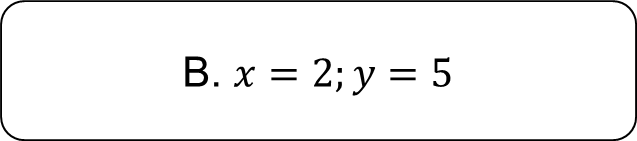 B. x = 2; y = 5